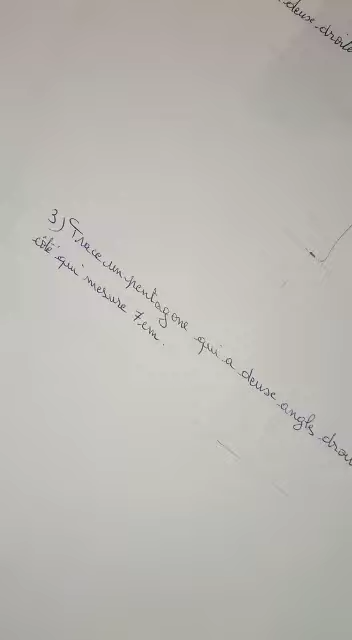 deux droite
3) Trace un pentagone qui a deux angles droi
côté qui mesure 7 cm.